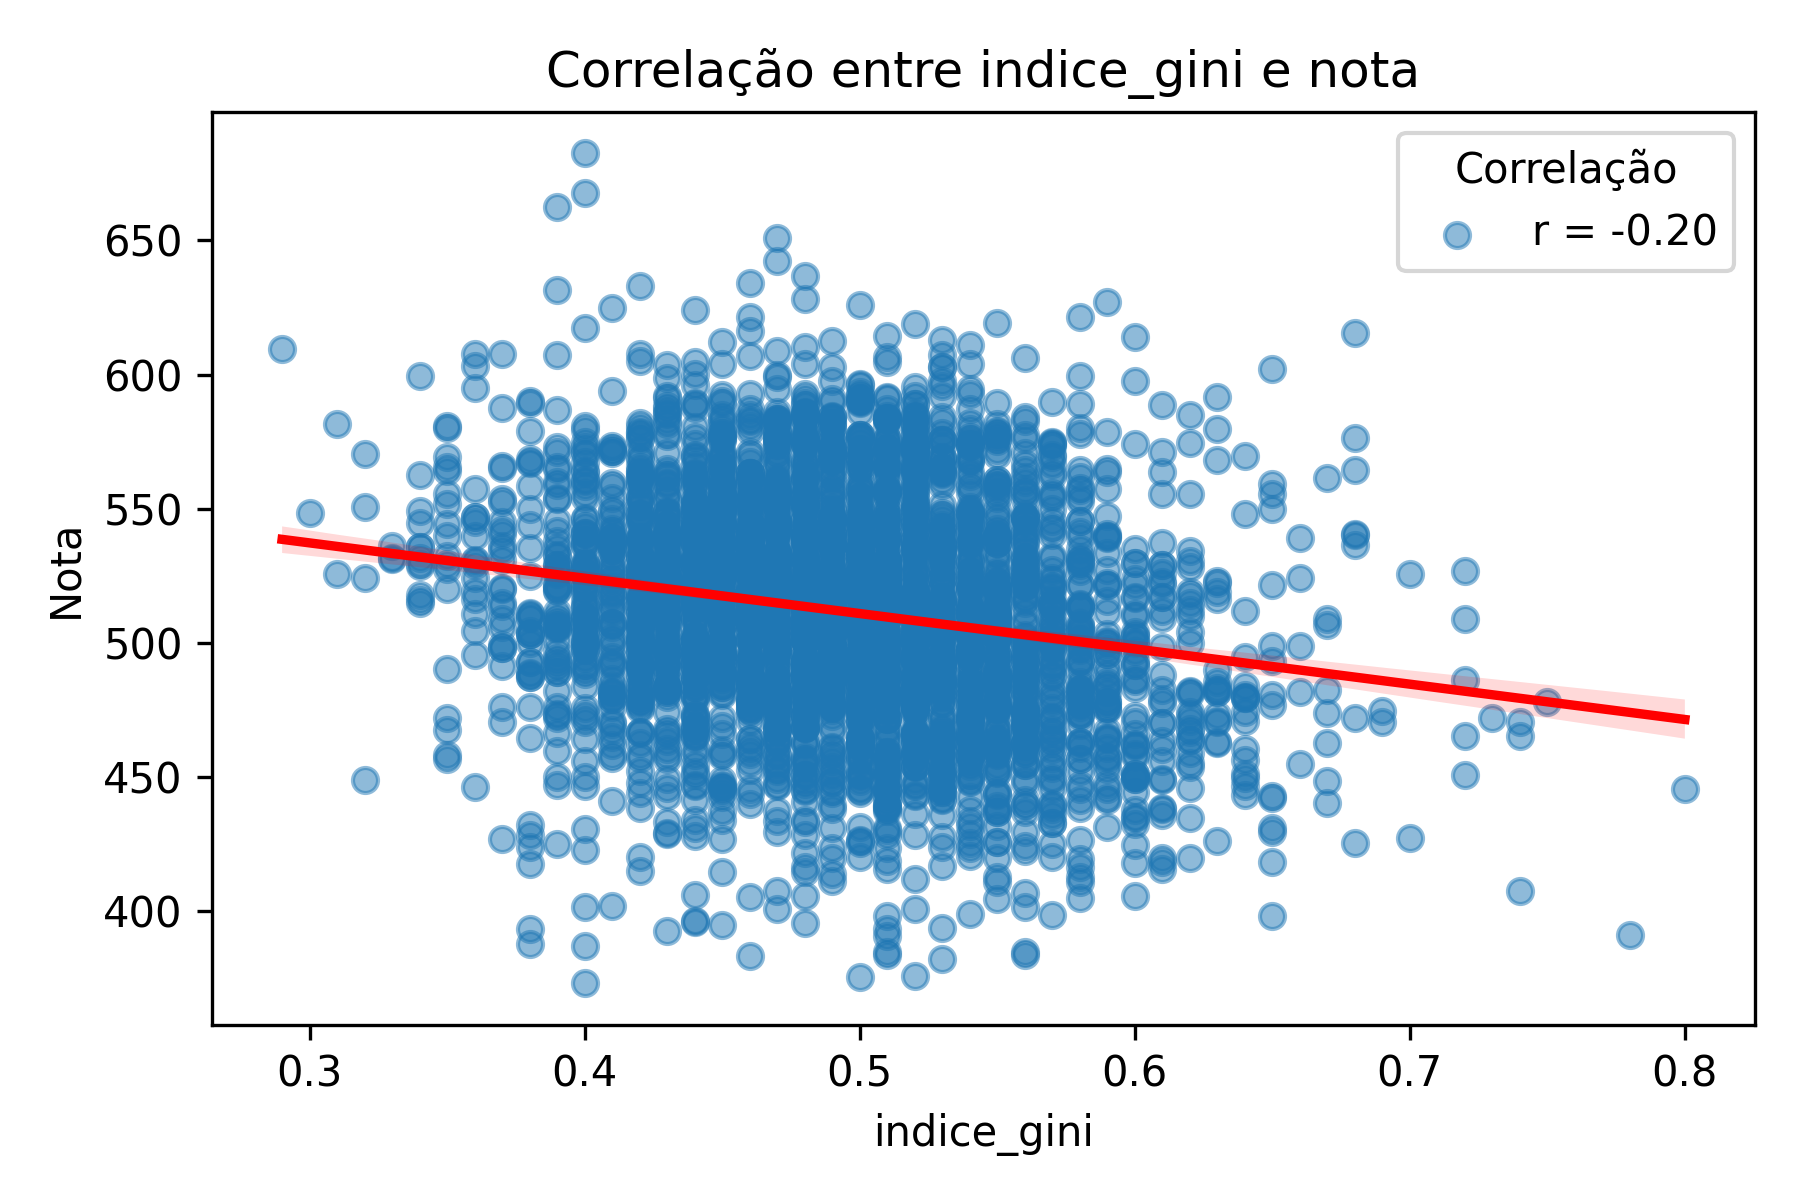 Correlação entre indice_gini e nota
Correlação
r = -0.20
650
600
550
500
450
400
Nota
0.3 0.4 0.5 0.6 0.7 0.8
indice_gini